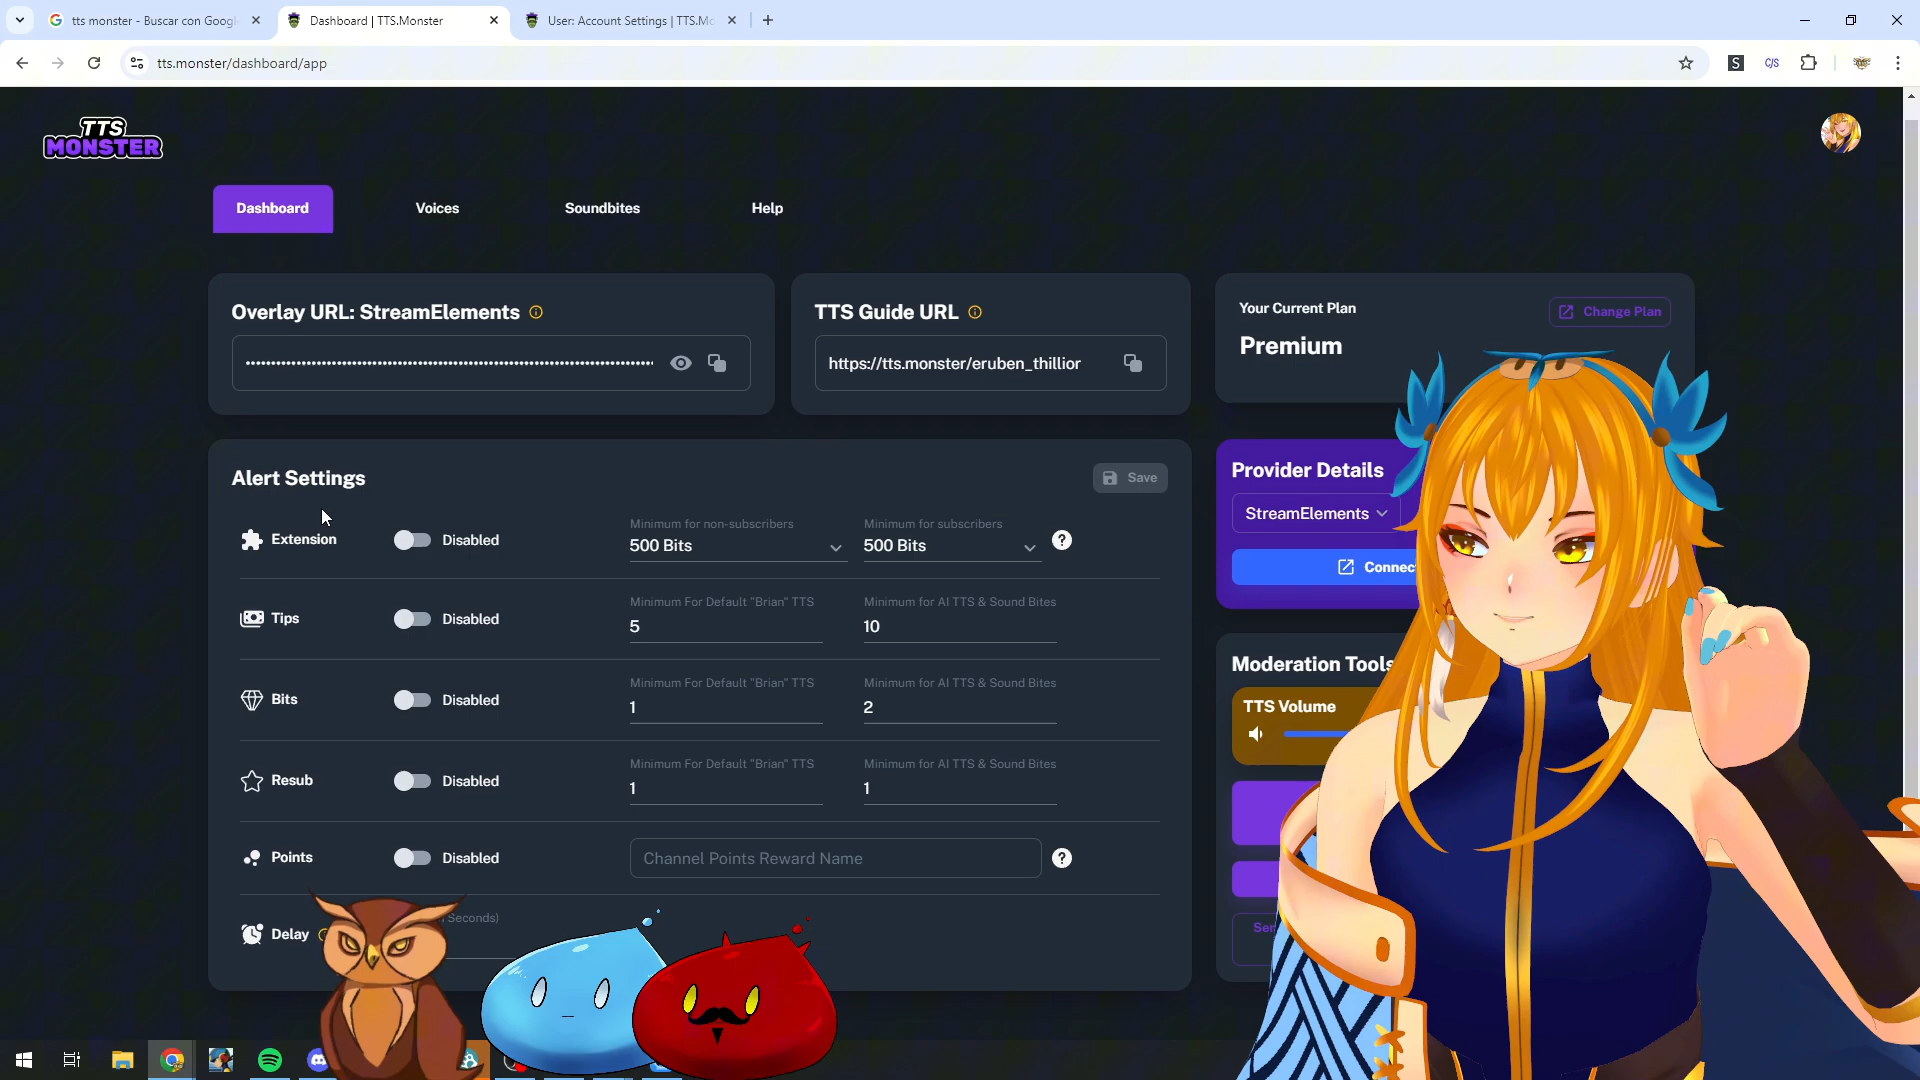 tts monster - Buscar con Googl
Dashboard | TTS.Monster
User: Account Settings | TTS.Mo
tts.monster/dashboard/app
S
C/S
TTS
MONSTER
Dashboard
Voices
Soundbites
Help
Overlay URL: StreamElements
TTS Guide URL
https://tts.monster/eruben_thillior
Your Current Plan
Change Plan
Premium
Alert Settings
Save
Extension
Disabled
Minimum for non-subscribers
500 Bits
Minimum for subscribers
500 Bits
?
Tips
Disabled
Minimum For Default "Brian" TTS
5
Minimum for AI TTS & Sound Bites
10
Bits
Disabled
Minimum For Default "Brian" TTS
1
Minimum for AI TTS & Sound Bites
2
Resub
Disabled
Minimum For Default "Brian" TTS
1
Minimum for AI TTS & Sound Bites
1
Points
Disabled
Channel Points Reward Name
?
Delay
Seconds)
Provider Details
StreamElements
Connec
Moderation Tools
TTS Volume
Ser